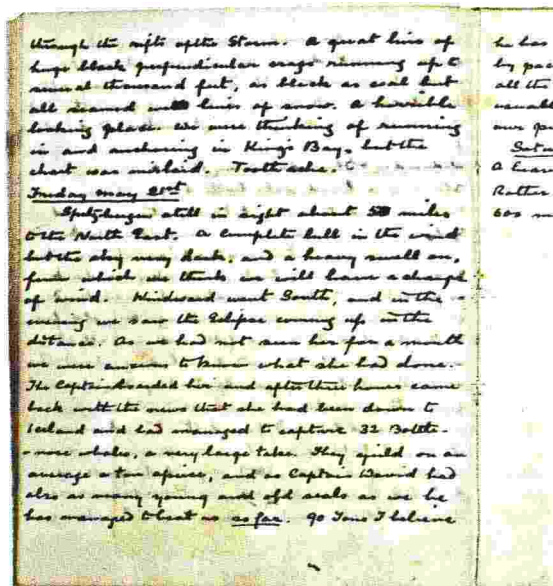 through the rifts of the Storm. A great line of
huge black perpendicular crags running up to
several thousand feet, as black as coal but
all seamed with lines of snow. A horrible
looking place. We were thinking of running
in and anchoring in King's Bay, but the
chart was mislaid. Toothache.
Friday May 21st
Spitzbergen still in sight about 50 miles
to the North East. A complete lull in the wind
but the sky very dark, and a heavy swell on,
from which we think we will have a change
of wind. Windward went South, and in the
evening we saw the Eclipse coming up in the
distance. As we had not seen her for a month
we were anxious to know what she had done.
The Captain boarded her and after three hours came
back with the news that she had been down to
Iceland and had managed to capture 32 Bottle-
-nose whales, a very large take. They yield on an
average a ton apiece, and as Captain David had
also as many young and old seals as we he
has managed to beat us so far. 90 Tons I believe
he has
by
all the
our
Satu
A
Rather
600 m